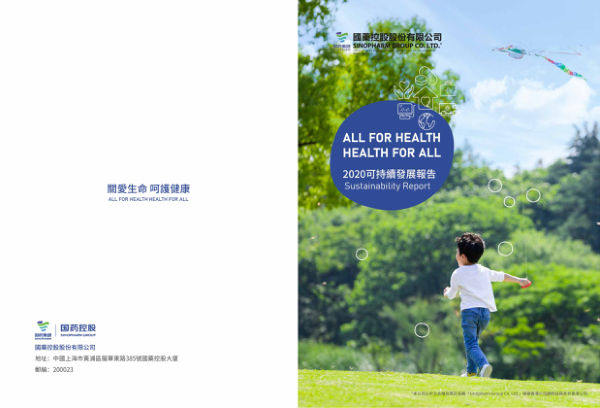 關愛生命 呵護健康
ALL FOR HEALTH HEALTH FOR ALL
国药控股
SINOPHARM GROUP
國藥控股股份有限公司
地址：中國上海市黃浦區龍華東路385號國藥控股大廈
郵編：200023
國藥控股股份有限公司
SINOPHARM GROUP CO. LTD.*
ALL FOR HEALTH
HEALTH FOR ALL
2020可持續發展報告
Sustainability Report